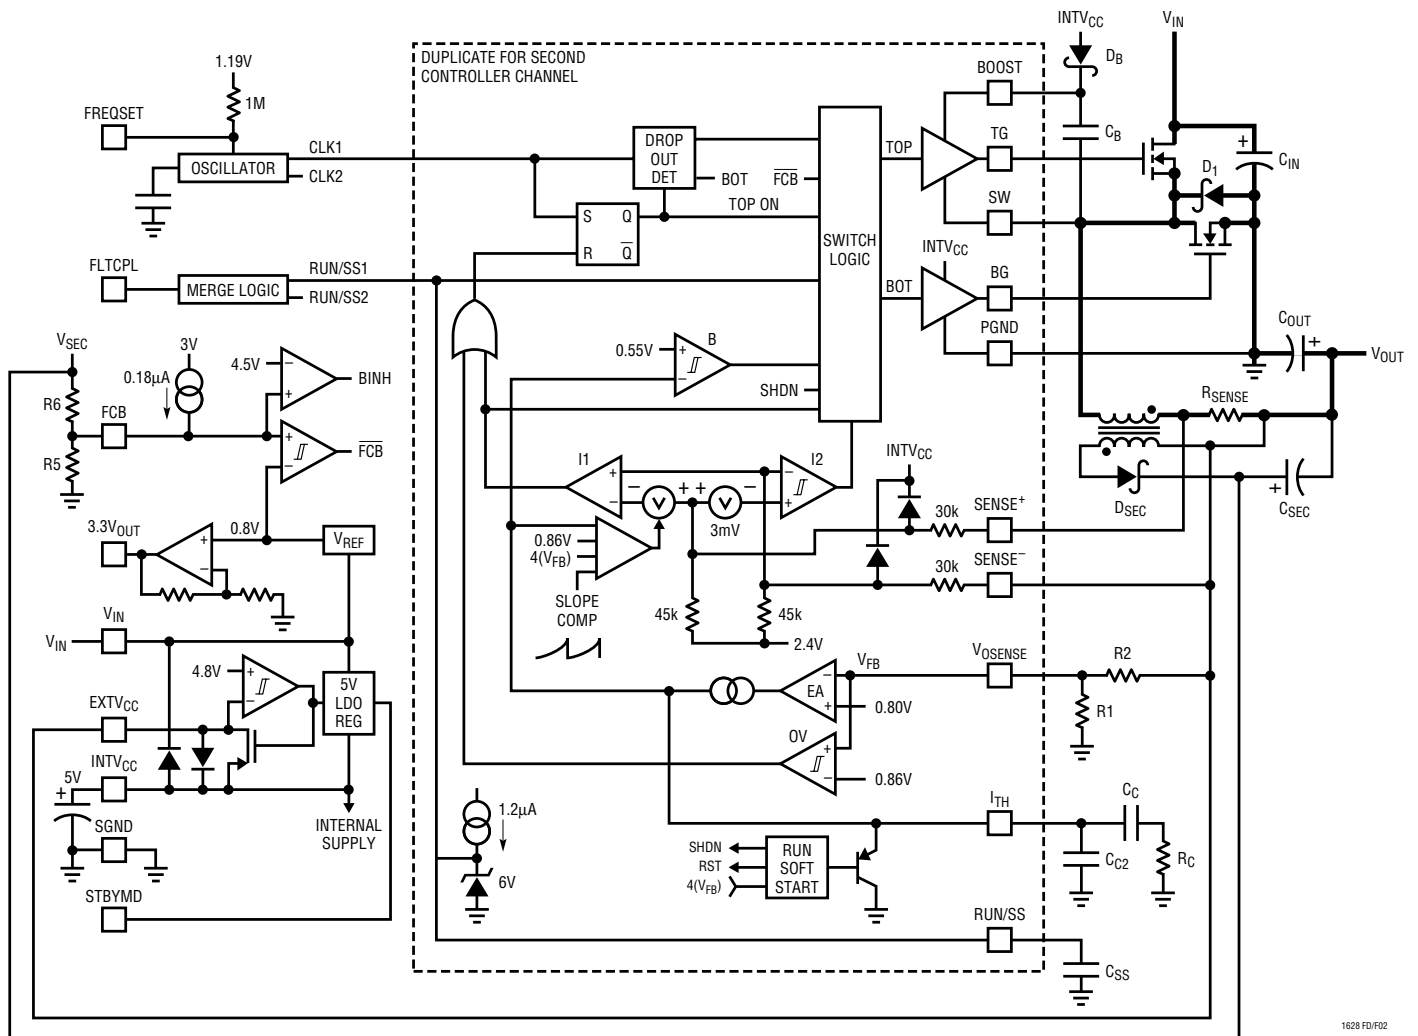 DUPLICATE FOR SECOND
CONTROLLER CHANNEL
INTVCC
VIN
DB
BOOST
1.19V
1M
FREQSET
OSCILLATOR
CLK1
CLK2
DROP
OUT
DET
BOT
FCB
TOP ON
S Q
R Q
SWITCH
LOGIC
TOP
TG
SW
CB
D1
CIN
+
INTVCC
BOT
BG
PGND
COUT
+
VOUT
FLTCPL
MERGE LOGIC
RUN/SS1
RUN/SS2
VSEC
R6
R5
FCB
3V
0.18µA
4.5V
−
+
BINH
+
−
FCB
0.55V
+
−
B
SHDN
RSENSE
DSEC
CSEC
+
I1
+
−
− + + −
V
V
3mV
I2
−
+
INTVCC
30k
SENSE+
30k
SENSE−
0.86V
4(VFB)
SLOPE
COMP
45k
45k
2.4V
3.3VOUT
0.8V
+
−
VREF
VIN
VIN
4.8V
+
−
5V
LDO
REG
EXTVCC
INTVCC
5V
+
SGND
INTERNAL
SUPPLY
STBYMD
VFB
−
EA
+
0.80V
OV
+
−
0.86V
VOSENSE
R2
R1
1.2µA
6V
ITH
CC
CC2
RC
SHDN
RST
4(VFB)
RUN
SOFT
START
RUN/SS
CSS
1628 FD/F02